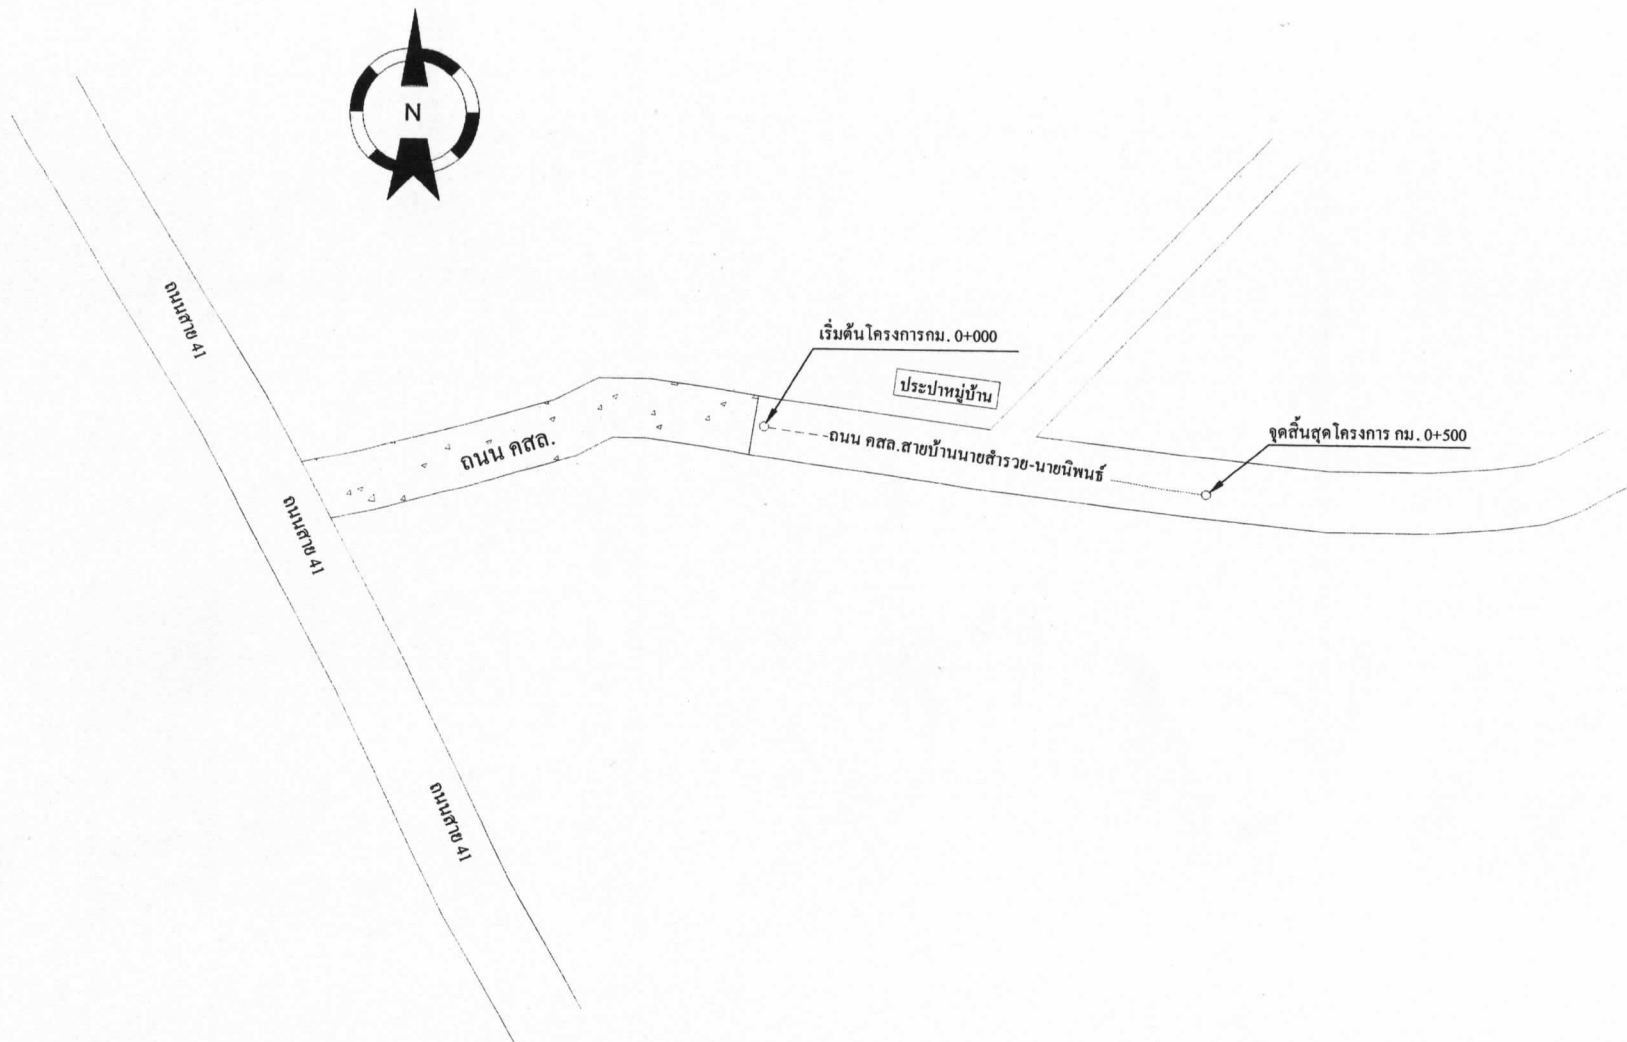 N
ถนนสาย 41
เริ่มต้นโครงการกม. 0+000
ประปาหมู่บ้าน
จุดสิ้นสุดโครงการ กม. 0+500
ถนน คสล.
ถนน คสล.สายบ้านนายสำรวย-นายนิพนธ์
ถนนสาย 41
ถนนสาย 41